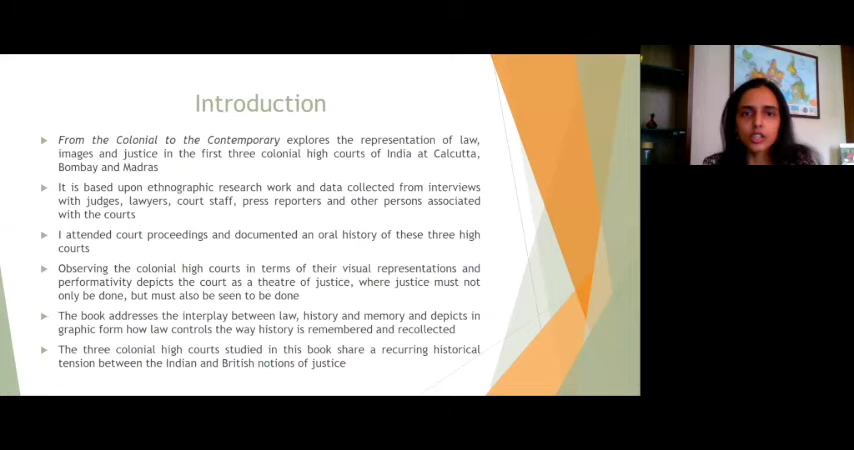 Introduction
From the Colonial to the Contemporary explores the representation of law,
images and justice in the first three colonial high courts of India at Calcutta,
Bombay and Madras
It is based upon ethnographic research work and data collected from interviews
with judges, lawyers, court staff, press reporters and other persons associated
with the courts
I attended court proceedings and documented an oral history of these three high
courts
Observing the colonial high courts in terms of their visual representations and
performativity depicts the court as a theatre of justice, where justice must not
only be done, but must also be seen to be done
The book addresses the interplay between law, history and memory and depicts in
graphic form how law controls the way history is remembered and recollected
The three colonial high courts studied in this book share a recurring historical
tension between the Indian and British notions of justice